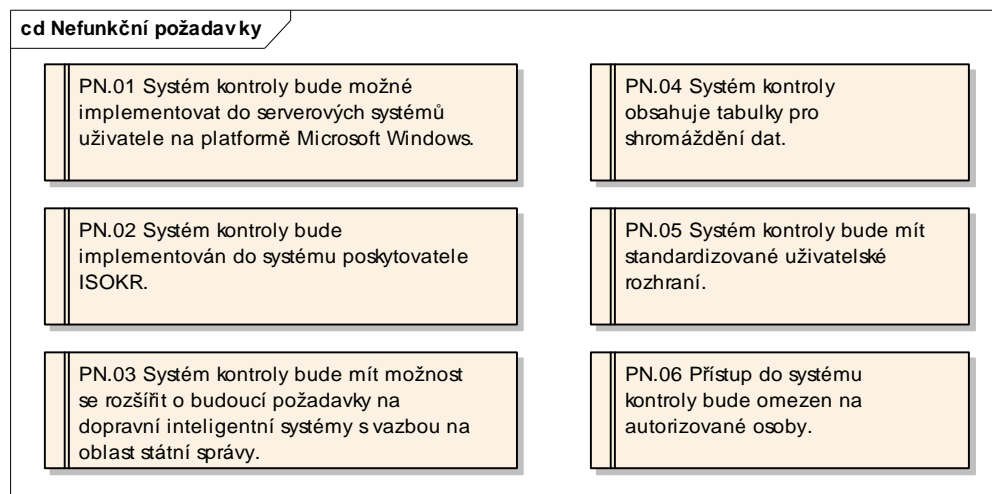 cd Nefunkční požadavky
PN.01 Systém kontroly bude možné
implementovat do serverových systémů
uživatele na platformě Microsoft Windows.
PN.02 Systém kontroly bude
implementován do systému poskytovatele
ISOKR.
PN.03 Systém kontroly bude mít možnost
se rozšířit o budoucí požadavky na
dopravní inteligentní systémy s vazbou na
oblast státní správy.
PN.04 Systém kontroly
obsahuje tabulky pro
shromáždění dat.
PN.05 Systém kontroly bude mít
standardizované uživatelské
rozhraní.
PN.06 Přístup do systému
kontroly bude omezen na
autorizované osoby.